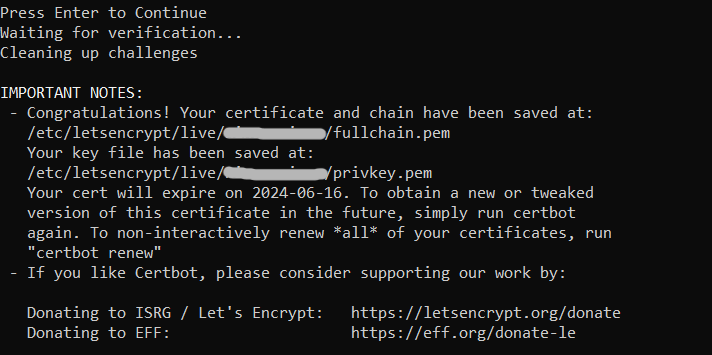 Press Enter to Continue
Waiting for verification...
Cleaning up challenges
IMPORTANT NOTES:
- Congratulations! Your certificate and chain have been saved at:
/etc/letsencrypt/live/ /fullchain.pem
Your key file has been saved at:
/etc/letsencrypt/live/ /privkey.pem
Your cert will expire on 2024-06-16. To obtain a new or tweaked
version of this certificate in the future, simply run certbot
again. To non-interactively renew *all* of your certificates, run
"certbot renew"
- If you like Certbot, please consider supporting our work by:
Donating to ISRG / Let's Encrypt: https://letsencrypt.org/donate
Donating to EFF: https://eff.org/donate-le